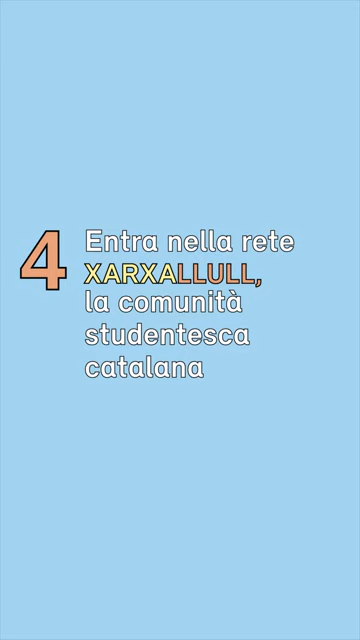 4
Entra nella rete
XARXALLULL,
la comunità
studentesca
catalana